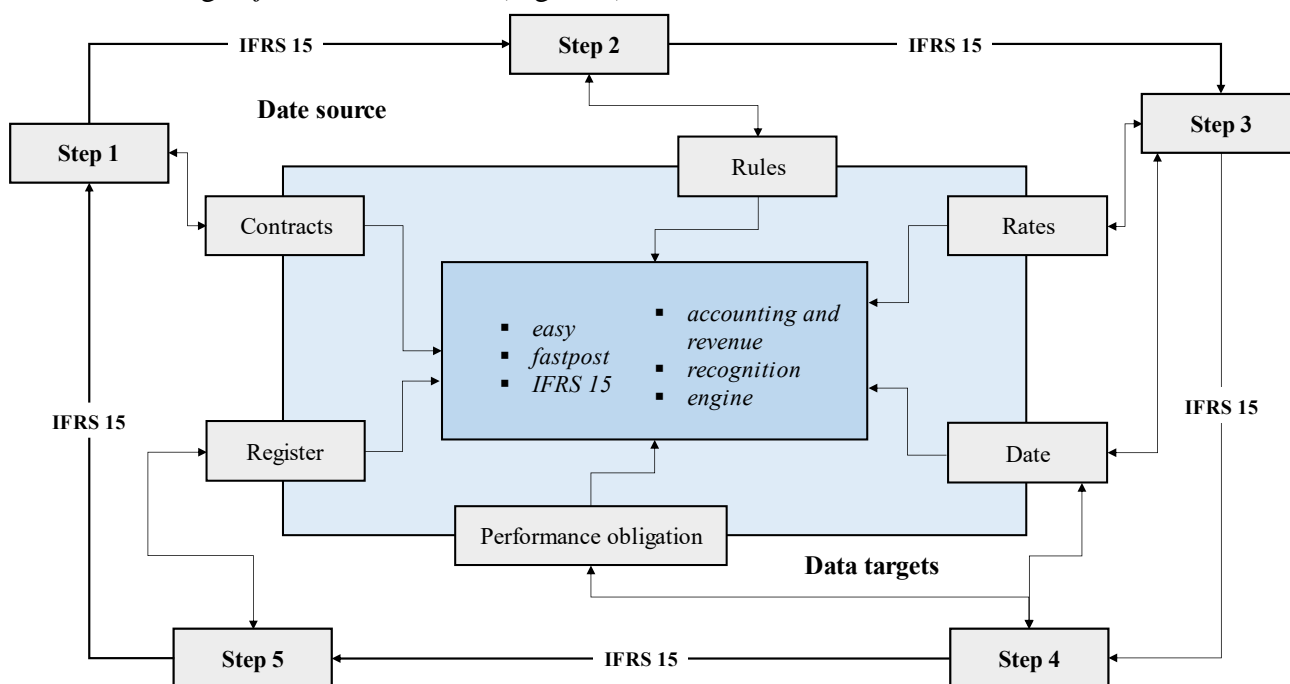 IFRS 15
Step 2
IFRS 15
Date source
Step 3
Step 1
Rules
Contracts
Rates
▪ easy
▪ fastpost
▪ IFRS 15
▪ accounting and
revenue
▪ recognition
▪ engine
IFRS 15
IFRS 15
Register
Date
Performance obligation
Data targets
Step 5
IFRS 15
Step 4